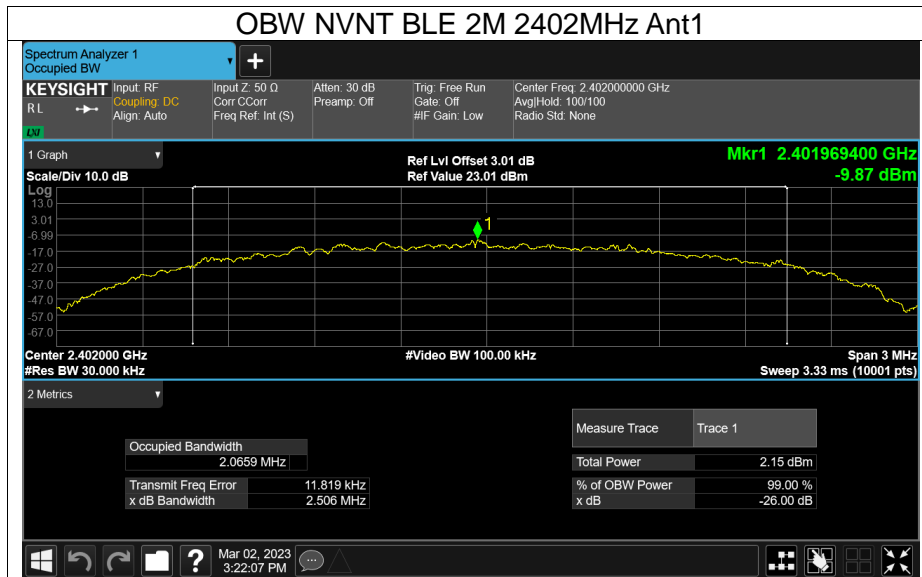 OBW NVNT BLE 2M 2402MHz Ant1
Spectrum Analyzer 1
Occupied BW
KEYSIGHT Input: RF Input Z: 50 Ω Atten: 30 dB Trig: Free Run Center Freq: 2.402000000 GHz
R L Coupling: DC Corr CCorr Preamp: Off Gate: Off Avg|Hold: 100/100
Align: Auto Freq Ref: Int (S) #IF Gain: Low Radio Std: None
LXI
1 Graph Ref Lvl Offset 3.01 dB Mkr1 2.401969400 GHz
Scale/Div 10.0 dB Ref Value 23.01 dBm -9.87 dBm
Log
13.0
3.01
1
-6.99
-17.0
-27.0
-37.0
-47.0
-57.0
-67.0
Center 2.402000 GHz #Video BW 100.00 kHz Span 3 MHz
#Res BW 30.000 kHz Sweep 3.33 ms (10001 pts)
2 Metrics
Measure Trace Trace 1
Occupied Bandwidth
2.0659 MHz Total Power 2.15 dBm
Transmit Freq Error 11.819 kHz % of OBW Power 99.00 %
x dB Bandwidth 2.506 MHz x dB -26.00 dB
? Mar 02, 2023
3:22:07 PM